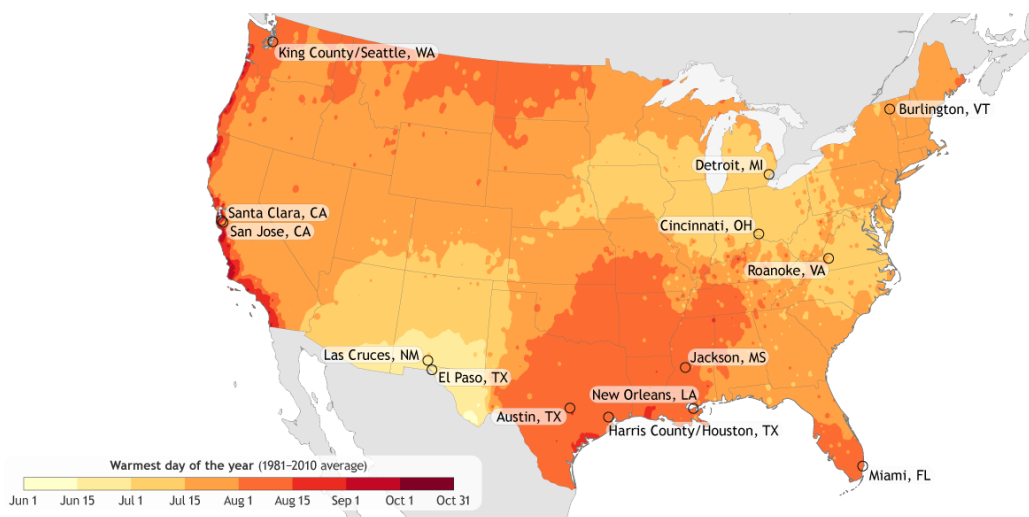 King County/Seattle, WA
Burlington, VT
Detroit, MI
Santa Clara, CA
San Jose, CA
Cincinnati, OH
Roanoke, VA
Las Cruces, NM
El Paso, TX
Jackson, MS
New Orleans, LA
Austin, TX
Harris County/Houston, TX
Miami, FL
Warmest day of the year (1981–2010 average)
Jun 1 Jun 15 Jul 1 Jul 15 Aug 1 Aug 15 Sep 1 Oct 1 Oct 31